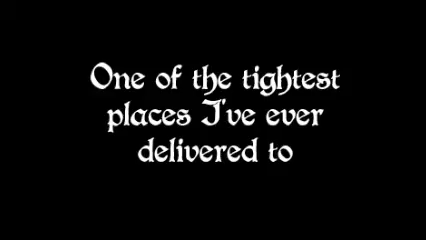 One of the tightest
places I've ever
delivered to